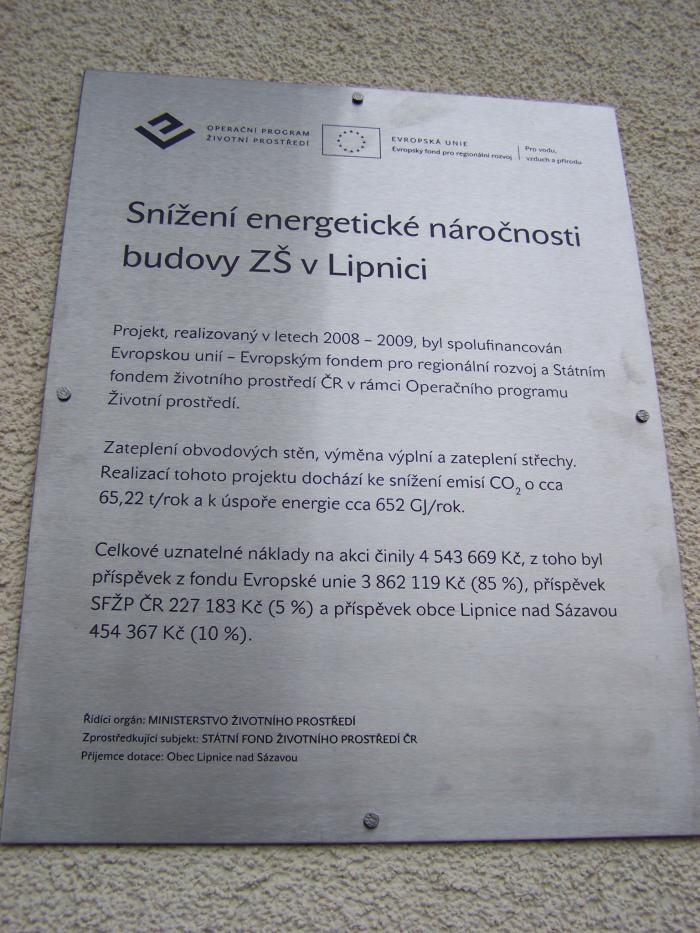 OPERAČNÍ PROGRAM
ŽIVOTNÍ PROSTŘEDÍ
EVROPSKÁ UNIE
Evropský fond pro regionální rozvoj
Pro vodu,
vzduch a přírodu
Snížení energetické náročnosti
budovy ZŠ v Lipnici
Projekt, realizovaný v letech 2008 – 2009, byl spolufinancován
Evropskou unií – Evropským fondem pro regionální rozvoj a Státním
fondem životního prostředí ČR v rámci Operačního programu
Životní prostředí.
Zateplení obvodových stěn, výměna výplní a zateplení střechy.
Realizací tohoto projektu dochází ke snížení emisí CO₂ o cca
65,22 t/rok a k úspoře energie cca 652 GJ/rok.
Celkové uznatelné náklady na akci činily 4 543 669 Kč, z toho byl
příspěvek z fondu Evropské unie 3 862 119 Kč (85 %), příspěvek
SFŽP ČR 227 183 Kč (5 %) a příspěvek obce Lipnice nad Sázavou
454 367 Kč (10 %).
Řídící orgán: MINISTERSTVO ŽIVOTNÍHO PROSTŘEDÍ
Zprostředkující subjekt: STÁTNÍ FOND ŽIVOTNÍHO PROSTŘEDÍ ČR
Příjemce dotace: Obec Lipnice nad Sázavou